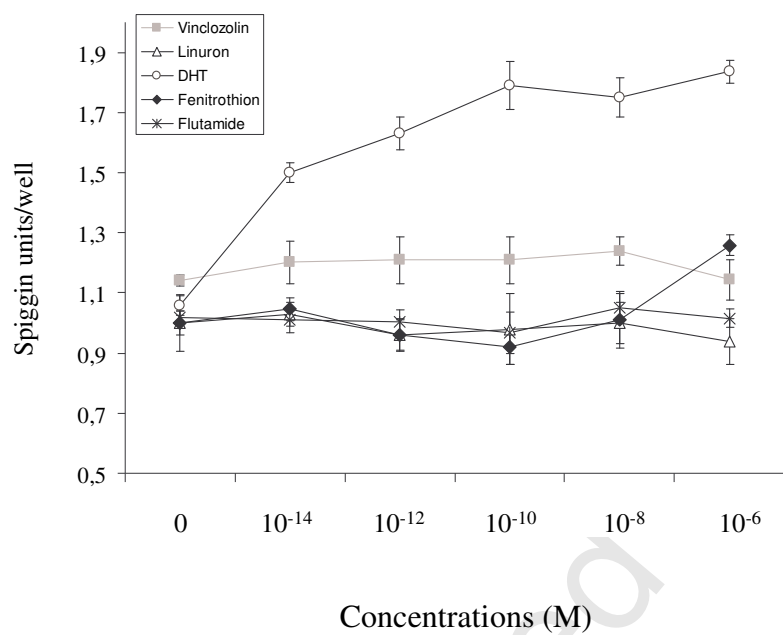 Vinclozolin
Linuron
DHT
Fenitrothion
Flutamide
1,9
1,7
1,5
1,3
1,1
0,9
0,7
0,5
Spiggin units/well
0 10⁻¹⁴ 10⁻¹² 10⁻¹⁰ 10⁻⁸ 10⁻⁶
Concentrations (M)